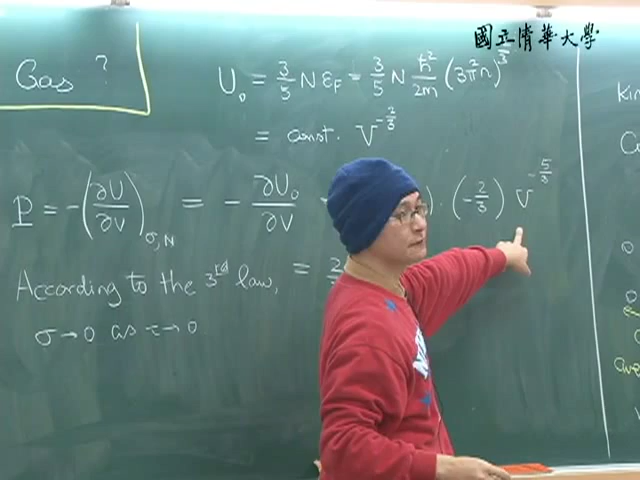 國立清華大學
Gas ?
U₀ = 3/5 N ε_F = 3/5 N ħ²/2m (3π²n)^(2/3)
= const. V^(-2/3)
P = -(∂U/∂V)_σ,N = - ∂U₀/∂V ) · (-2/3) V^(-5/3)
According to the 3rd law, =
σ → 0 as τ → 0
Kin